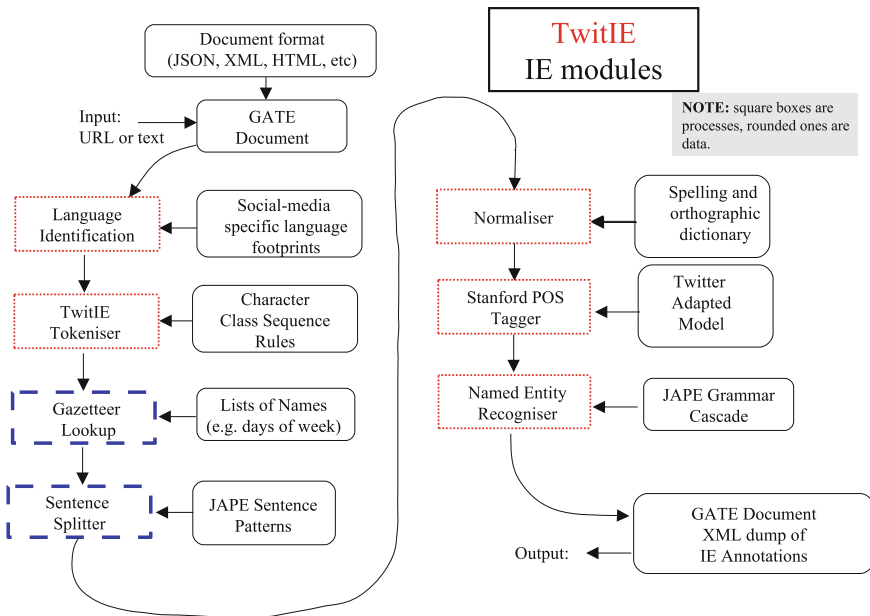 TwitIE
IE modules
NOTE: square boxes are
processes, rounded ones are
data.
Document format
(JSON, XML, HTML, etc)
Input:
URL or text
GATE
Document
Language
Identification
Social-media
specific language
footprints
TwitIE
Tokeniser
Character
Class Sequence
Rules
Gazetteer
Lookup
Lists of Names
(e.g. days of week)
Sentence
Splitter
JAPE Sentence
Patterns
Normaliser
Spelling and
orthographic
dictionary
Stanford POS
Tagger
Twitter
Adapted
Model
Named Entity
Recogniser
JAPE Grammar
Cascade
GATE Document
XML dump of
IE Annotations
Output: